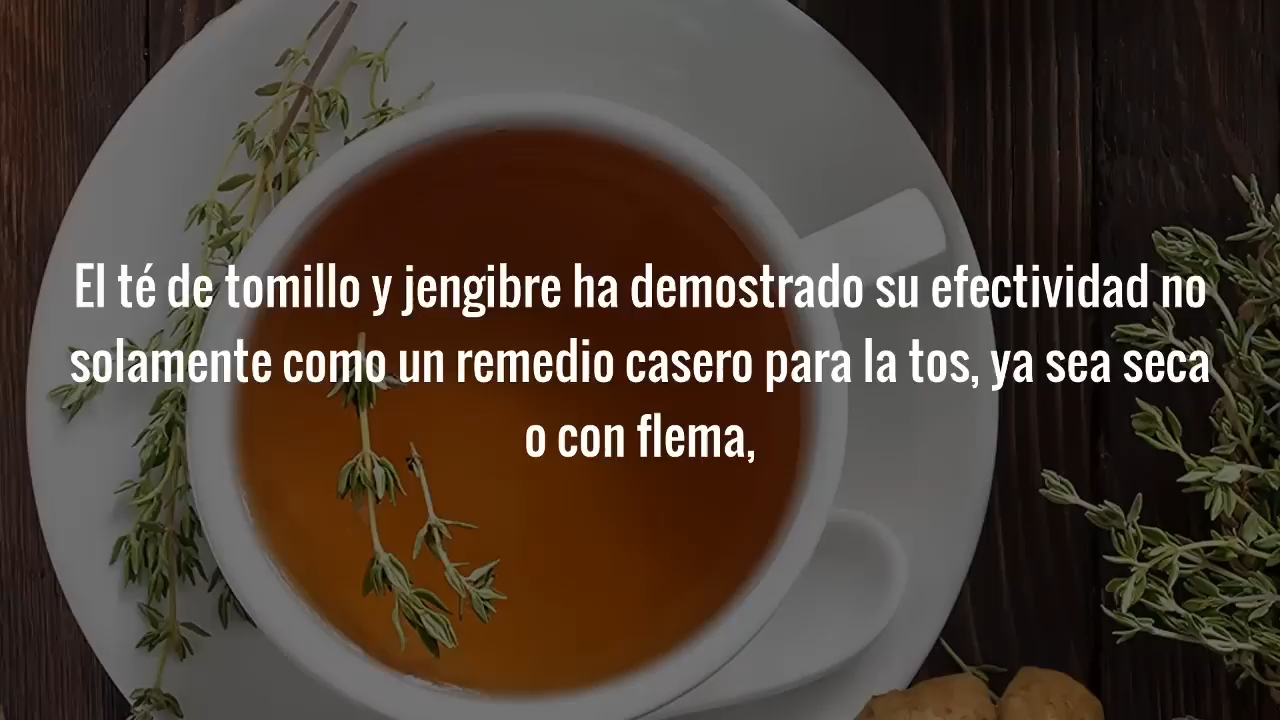 El té de tomillo y jengibre ha demostrado su efectividad no
solamente como un remedio casero para la tos, ya sea seca
o con flema,